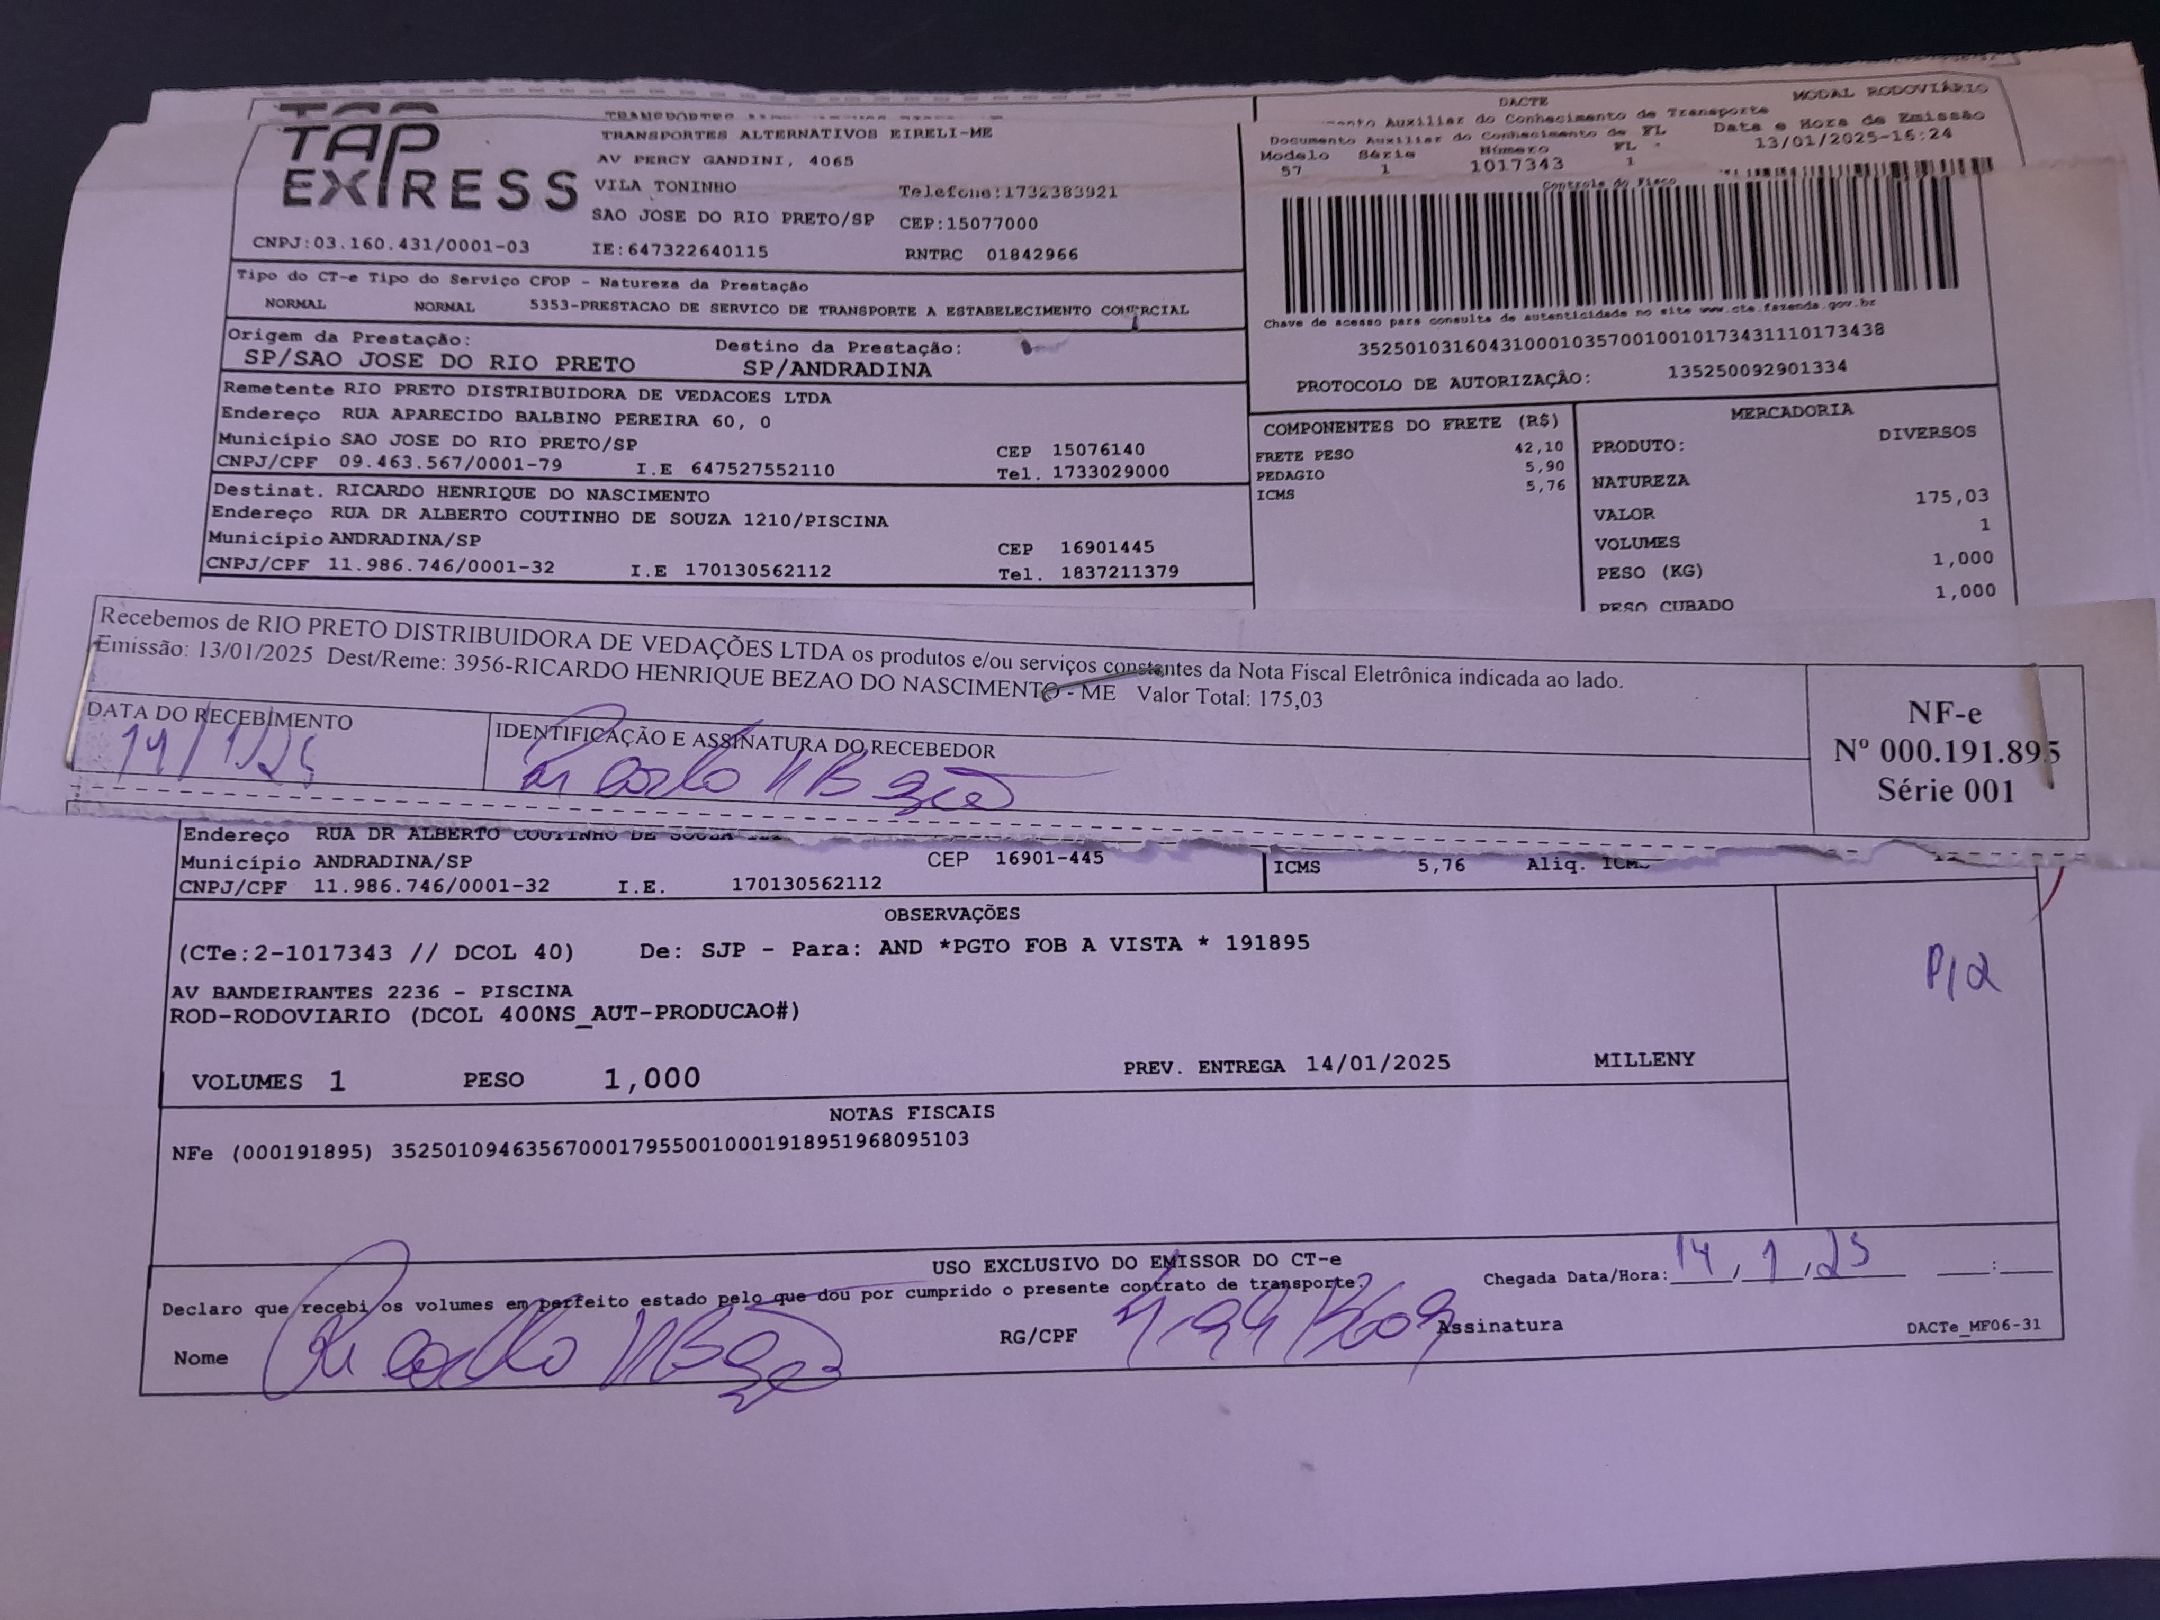 TAP EXPRESS
TRANSPORTES ALTERNATIVOS EIRELI-ME
AV PERCY GANDINI, 4065
VILA TONINHO Telefone:1732383921
SAO JOSE DO RIO PRETO/SP CEP:15077000
CNPJ:03.160.431/0001-03 IE:647322640115 RNTRC 01842966
DACTE MODAL RODOVIÁRIO
Documento Auxiliar do Conhecimento de Transporte
Data e Hora de Emissão
Modelo Série Número FL
57 1 1017343 1 13/01/2025-16:24
Controle do Fisco
Chave de acesso para consulta de autenticidade no site www.cte.fazenda.gov.br
35250103160431000103570010010173431110173438
PROTOCOLO DE AUTORIZAÇÃO: 135250092901334
Tipo do CT-e Tipo do Serviço CFOP - Natureza da Prestação
NORMAL NORMAL 5353-PRESTACAO DE SERVICO DE TRANSPORTE A ESTABELECIMENTO COMERCIAL
Origem da Prestação: Destino da Prestação:
SP/SAO JOSE DO RIO PRETO SP/ANDRADINA
Remetente RIO PRETO DISTRIBUIDORA DE VEDACOES LTDA
Endereço RUA APARECIDO BALBINO PEREIRA 60, 0
Município SAO JOSE DO RIO PRETO/SP CEP 15076140
CNPJ/CPF 09.463.567/0001-79 I.E 647527552110 Tel. 1733029000
Destinat. RICARDO HENRIQUE DO NASCIMENTO
Endereço RUA DR ALBERTO COUTINHO DE SOUZA 1210/PISCINA
Município ANDRADINA/SP CEP 16901445
CNPJ/CPF 11.986.746/0001-32 I.E 170130562112 Tel. 1837211379
COMPONENTES DO FRETE (R$)
FRETE PESO 42,10
PEDAGIO 5,90
ICMS 5,76
MERCADORIA
PRODUTO: DIVERSOS
NATUREZA
VALOR 175,03
VOLUMES 1
PESO (KG) 1,000
PESO CUBADO 1,000
Recebemos de RIO PRETO DISTRIBUIDORA DE VEDAÇÕES LTDA os produtos e/ou serviços constantes da Nota Fiscal Eletrônica indicada ao lado.
Emissão: 13/01/2025 Dest/Reme: 3956-RICARDO HENRIQUE BEZAO DO NASCIMENTO - ME Valor Total: 175,03
DATA DO RECEBIMENTO IDENTIFICAÇÃO E ASSINATURA DO RECEBEDOR
14/1/25 Ricardo HBezão
NF-e
Nº 000.191.895
Série 001
Endereço RUA DR ALBERTO COUTINHO DE SOUZA
Município ANDRADINA/SP CEP 16901-445
CNPJ/CPF 11.986.746/0001-32 I.E. 170130562112
ICMS 5,76 Aliq.
OBSERVAÇÕES
(CTe:2-1017343 // DCOL 40) De: SJP - Para: AND *PGTO FOB A VISTA * 191895
AV BANDEIRANTES 2236 - PISCINA
ROD-RODOVIARIO (DCOL 400NS_AUT-PRODUCAO#)
VOLUMES 1 PESO 1,000 PREV. ENTREGA 14/01/2025 MILLENY
NOTAS FISCAIS
NFe (000191895) 35250109463567000179550010001918951968095103
USO EXCLUSIVO DO EMISSOR DO CT-e
Declaro que recebi os volumes em perfeito estado pelo que dou por cumprido o presente contrato de transporte.
Chegada Data/Hora: 14, 1, 25 :
Nome Ricardo HBezão RG/CPF Assinatura
DACTe_MF06-31